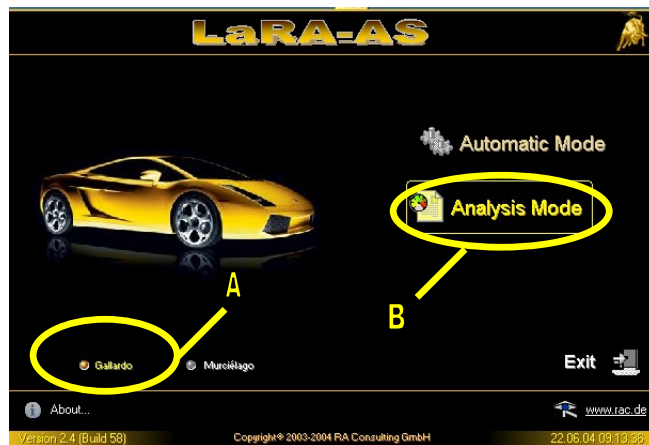 LaRA-AS
Automatic Mode
Analysis Mode
A
B
Gallardo
Murciélago
Exit
About...
www.rac.de
Version 2.4 (Build 58)
Copyright© 2003-2004 RA Consulting GmbH
22.06.04 09:13:36